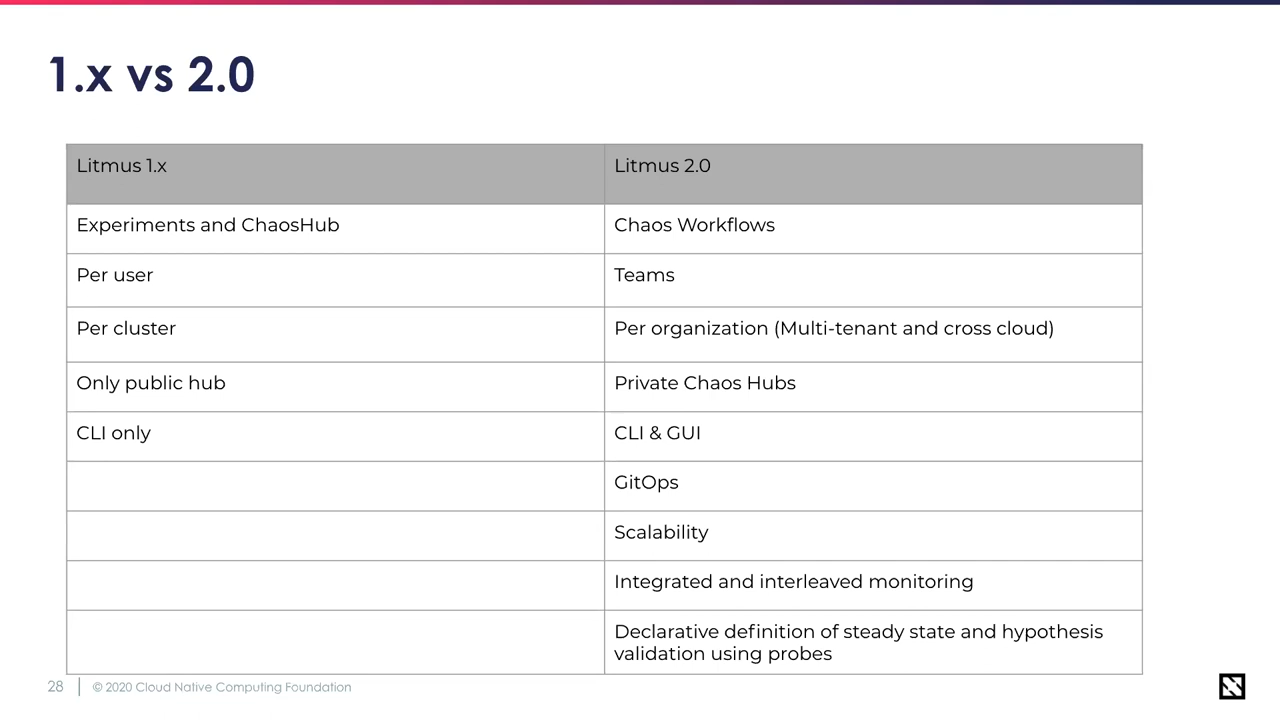 1.x vs 2.0
Litmus 1.x
Litmus 2.0
Experiments and ChaosHub
Chaos Workflows
Per user
Teams
Per cluster
Per organization (Multi-tenant and cross cloud)
Only public hub
Private Chaos Hubs
CLI only
CLI & GUI
GitOps
Scalability
Integrated and interleaved monitoring
Declarative definition of steady state and hypothesis
validation using probes
28
© 2020 Cloud Native Computing Foundation